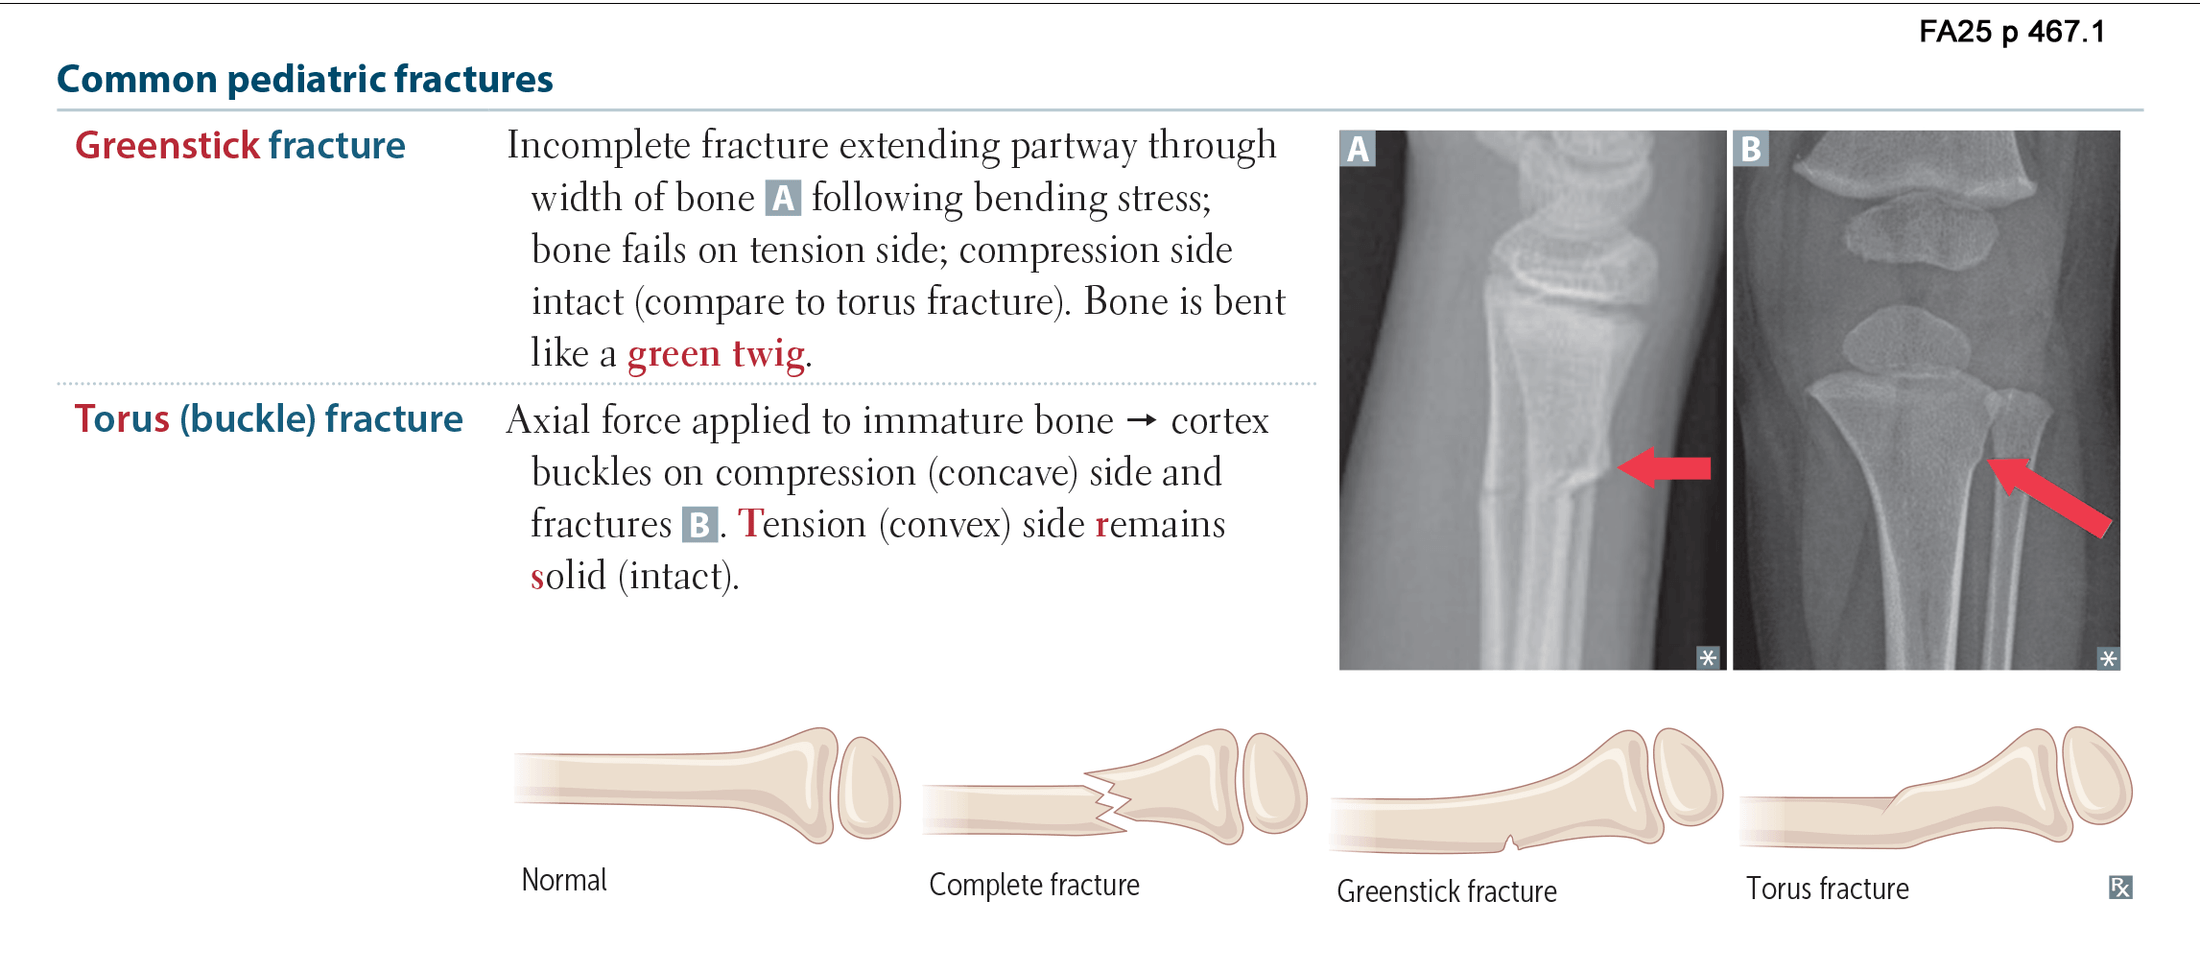 FA25 p 467.1
Common pediatric fractures
Greenstick fracture
Incomplete fracture extending partway through
width of bone A following bending stress;
bone fails on tension side; compression side
intact (compare to torus fracture). Bone is bent
like a green twig.
Torus (buckle) fracture
Axial force applied to immature bone → cortex
buckles on compression (concave) side and
fractures B. Tension (convex) side remains
solid (intact).
A
B
*
*
Normal
Complete fracture
Greenstick fracture
Torus fracture
Rx